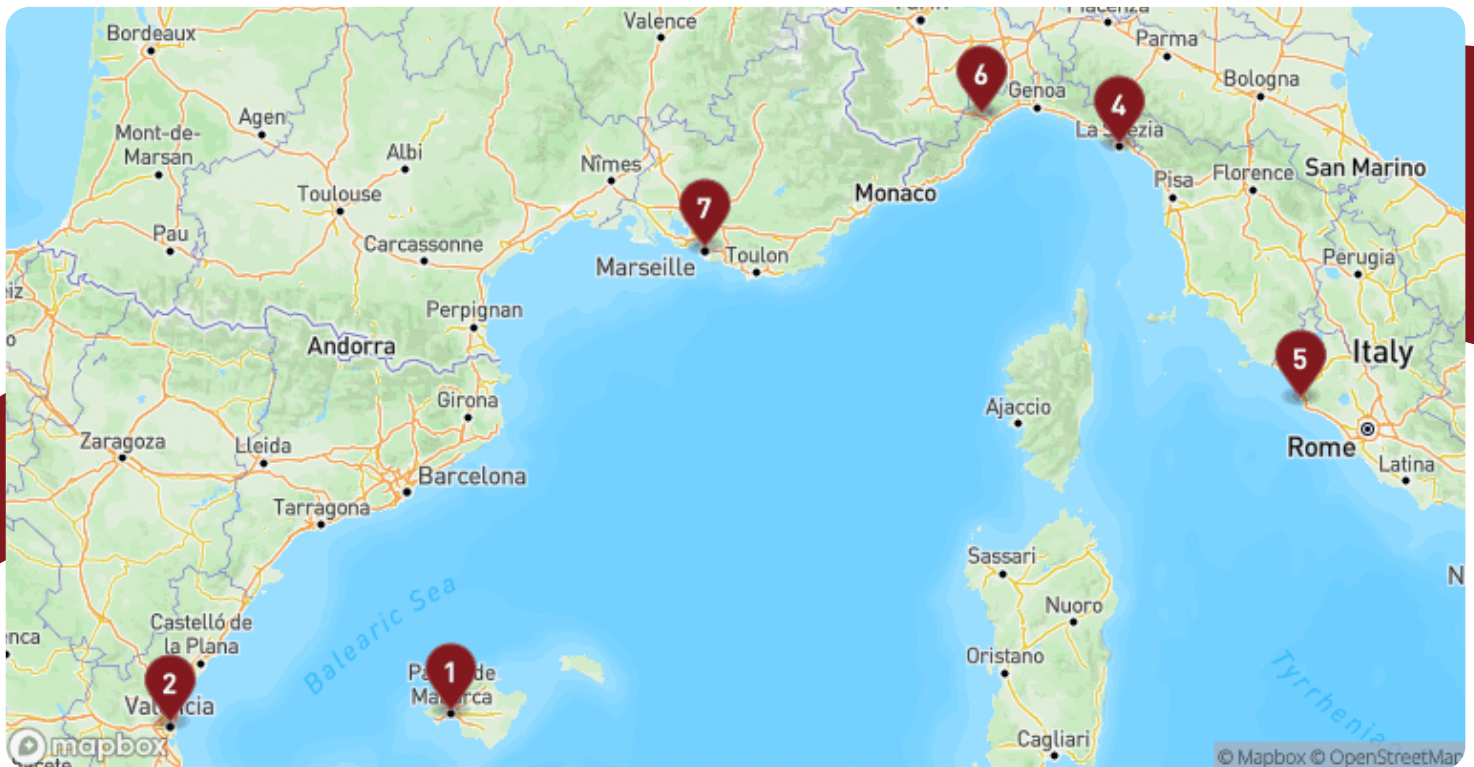 Bordeaux
Valence
Parma
Bologna
6
Genoa
4
Agen
Mont-de-
Marsan
Albi
Nîmes
Toulouse
Monaco
Pisa
Florence
San Marino
7
Pau
Carcassonne
Marseille
Toulon
Perugia
Perpignan
Andorra
5
Italy
Girona
Ajaccio
Zaragoza
Lleida
Barcelona
Rome
Latina
Tarragona
Sassari
Balearic Sea
Nuoro
Castelló de
la Plana
Oristano
1
2
Tyrrhenian
Cagliari
mapbox
© Mapbox © OpenStreetMap